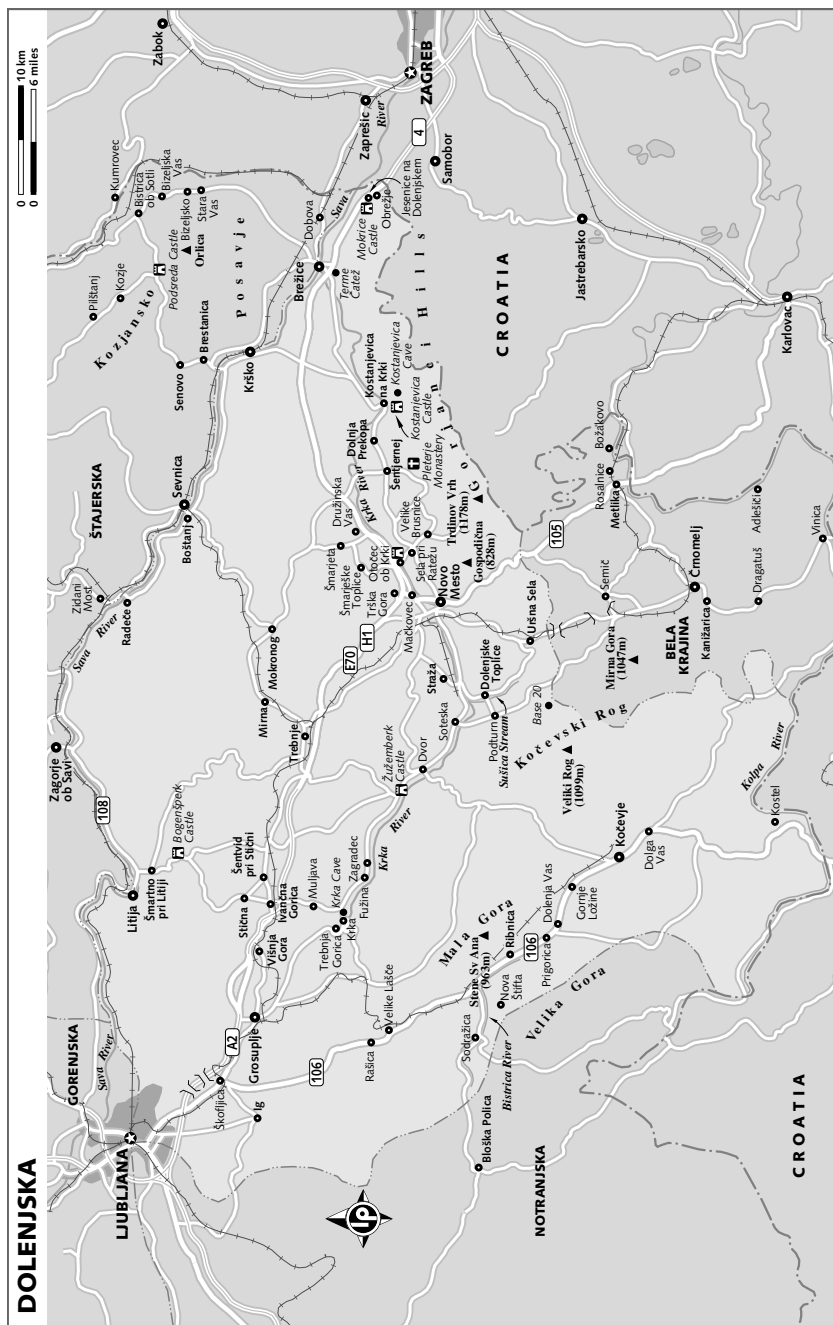 DOLENJSKA
0 10 km
0 6 miles
LJUBLJANA
GORENJSKA
Sava River
Škofljica
Ig
A2
106
Grosuplje
Višnja
Gora
Stična
Ivančna
Gorica
Šentvid
pri Stični
Litija
Šmartno
pri Litiji
Bogenšperk
Castle
108
Zagorje
ob Savi
Muljava
Krka Cave
Krka
Trebnja
Gorica
Fužina
Zagradec
Krka
River
Žužemberk
Castle
Dvor
Rašica
Velike Lašče
Mala Gora
Stene Sv Ana
(963m)
Ribnica
106
Sodražica
Nova
Štifta
Bistrica River
Velika Gora
Prigorica
Dolenja Vas
Gornje
Ložine
Kočevje
Dolga
Vas
Bloška Polica
NOTRANJSKA
CROATIA
Kostel
Kolpa
River
Kočevski Rog
Veliki Rog
(1099m)
Base 20
Podturn
Sušica Stream
Soteska
Dolenjske
Toplice
Straža
Trebnje
Mirna
Mokronog
E70
H1
Sava
River
Radeče
Zidani
Most
ŠTAJERSKA
Boštanj
Sevnica
Šmarjeta
Družinska
Vas
Šmarješke
Toplice
Otočec
ob Krki
Trška
Gora
Mačkovec
Novo
Mesto
Sela pri
Ratežu
Velike
Brusnice
Krka River
Gospodična
(828m)
Trdinov Vrh
(1178m)
Gorjanci Hills
Uršna Sela
105
Semič
Mirna Gora
(1047m)
BELA
KRAJINA
Črnomelj
Kanižarica
Dragatuš
Adlešiči
Vinica
Metlika
Rosalnice
Božakovo
Šentjernej
Pleterje
Monastery
Dolnja
Prekopa
Kostanjevica
na Krki
Kostanjevica
Castle
Kostanjevica
Cave
Krško
Brestanica
Senovo
Posavje
Kozjansko
Pilštanj
Kozje
Podsreda Castle
Orlica
Bizeljsko
Stara
Vas
Bizeljska
Vas
Bistrica
ob Sotli
Kumrovec
Brežice
Terme
Čatež
Dobova
Sava
River
Mokrice
Castle
Obrežje
Jesenice na
Dolenjskem
4
Samobor
Zaprešic
ZAGREB
Zabok
CROATIA
Jastrebarsko
Karlovac